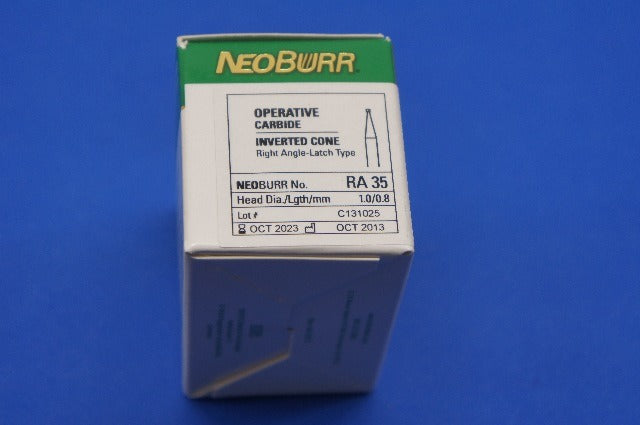 NEOBURR
OPERATIVE
CARBIDE
INVERTED CONE
Right Angle-Latch Type
NEOBURR No. RA 35
Head Dia./Lgth/mm 1.0/0.8
Lot # C131025
OCT 2023 OCT 2013